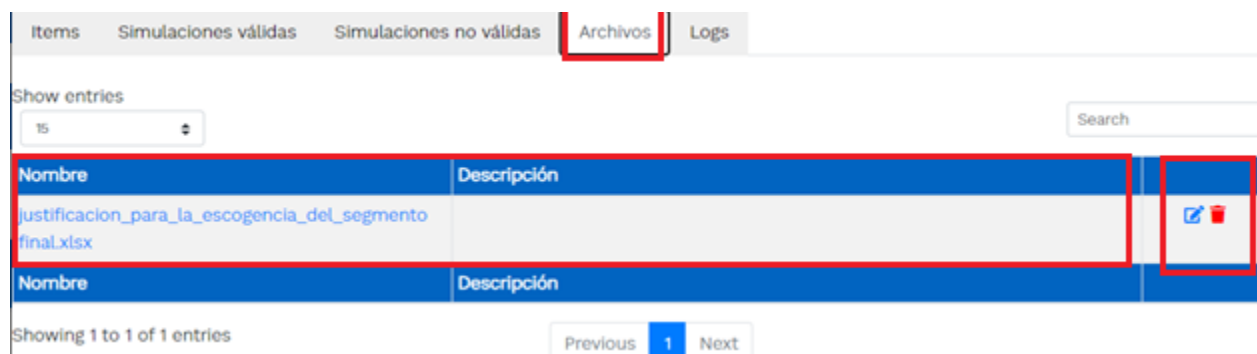 Items Simulaciones válidas Simulaciones no válidas Archivos Logs
Show entries
15
Search
Nombre Descripción
justificacion_para_la_escogencia_del_segmento
final.xlsx
Nombre Descripción
Showing 1 to 1 of 1 entries
Previous 1 Next